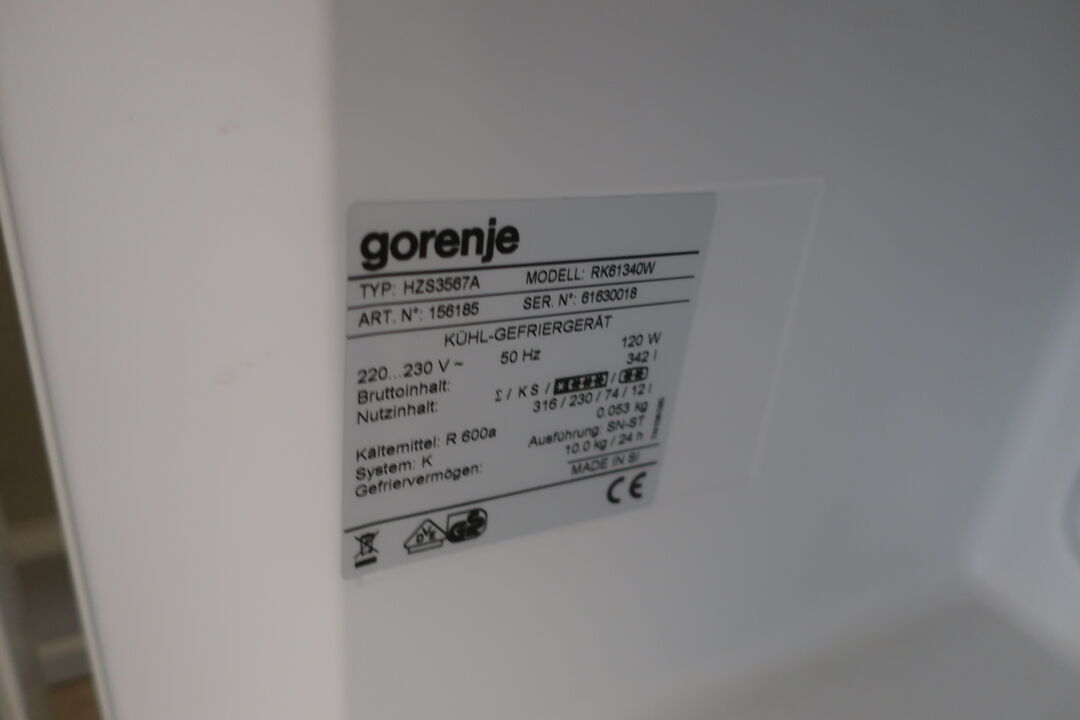 gorenje
TYP: HZS3567A MODELL: RK61340W
ART. N°: 156185 SER. N°: 61630018
KÜHL-GEFRIERGERÄT
220...230 V ~ 50 Hz 120 W
Bruttoinhalt: 342 l
Nutzinhalt: Σ / K S / /
316 / 230 / 74 / 12 l
0.053 kg
Kältemittel: R 600a Ausführung: SN-ST
System: K 10.0 kg / 24 h
Gefriervermögen:
MADE IN SI
CE
DVE GS